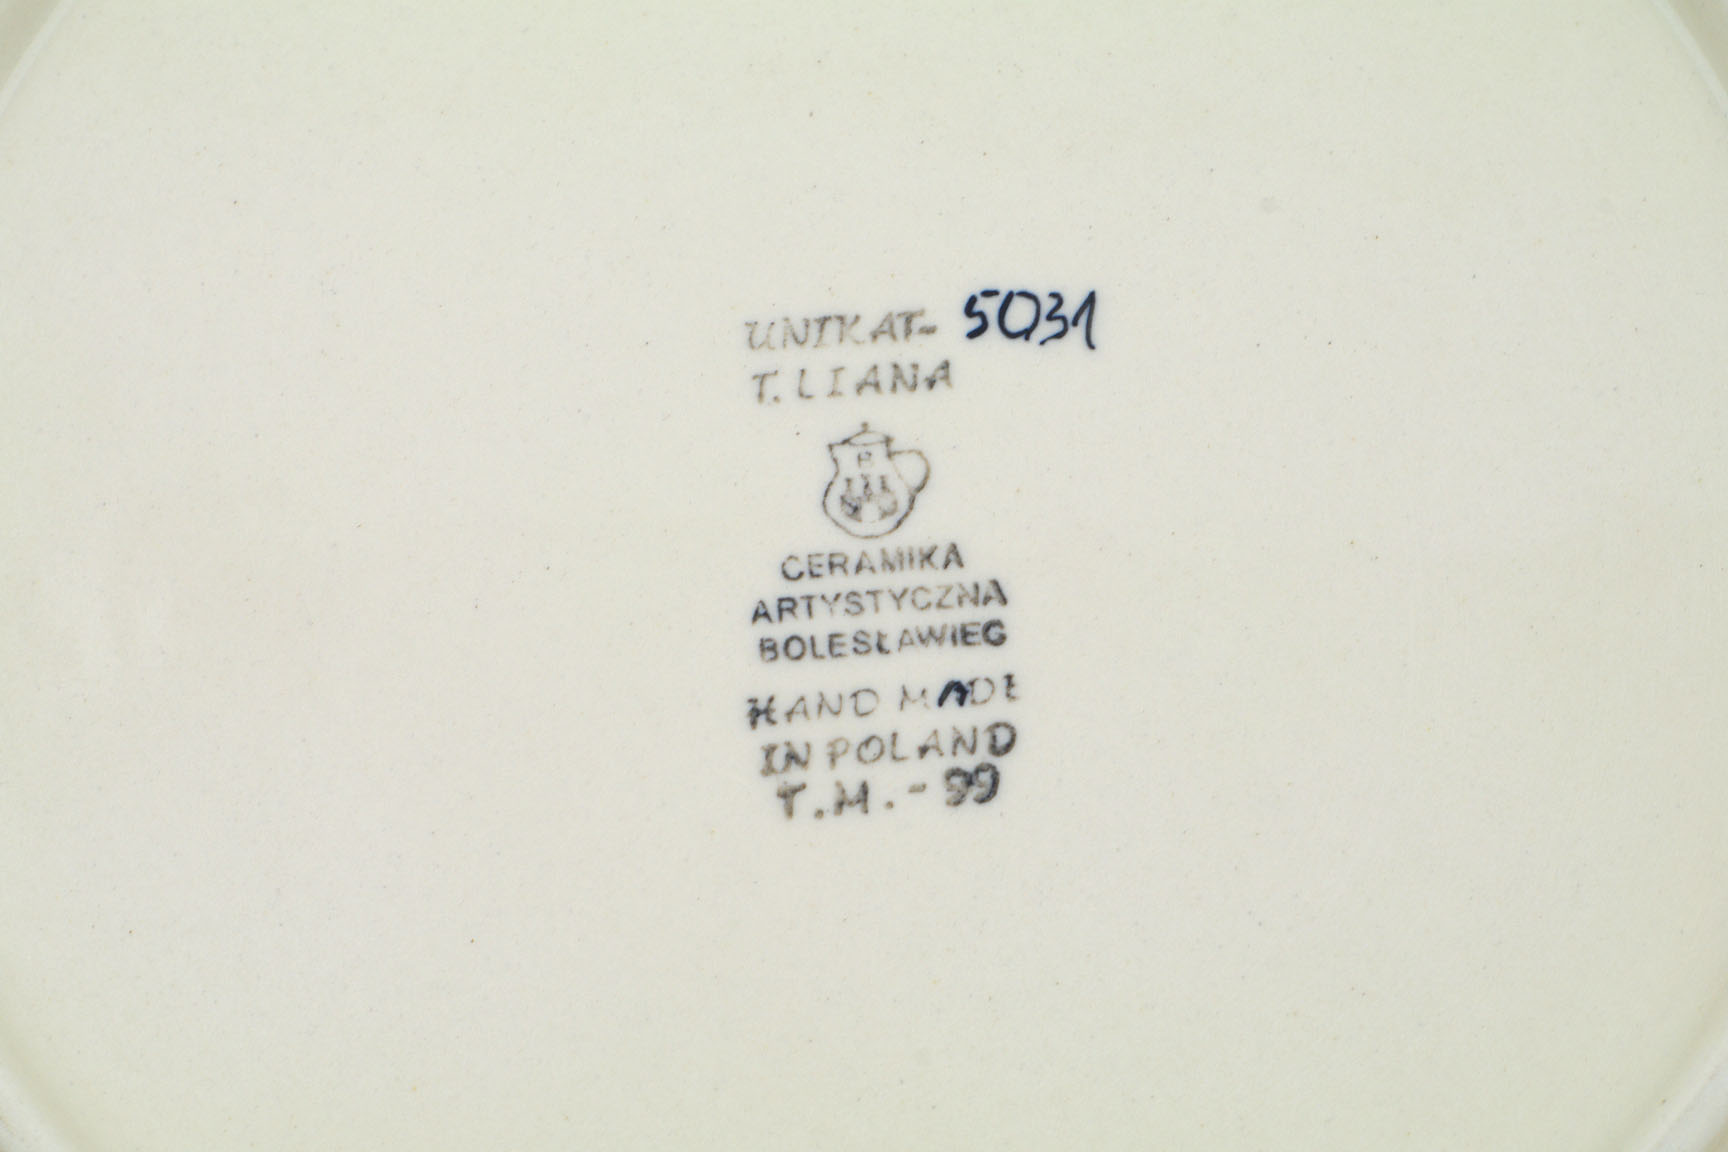 UNIKAT- 5031
T. LIANA
B
CERAMIKA
ARTYSTYCZNA
BOLESŁAWIEC
HAND MADE
IN POLAND
T.M.-99